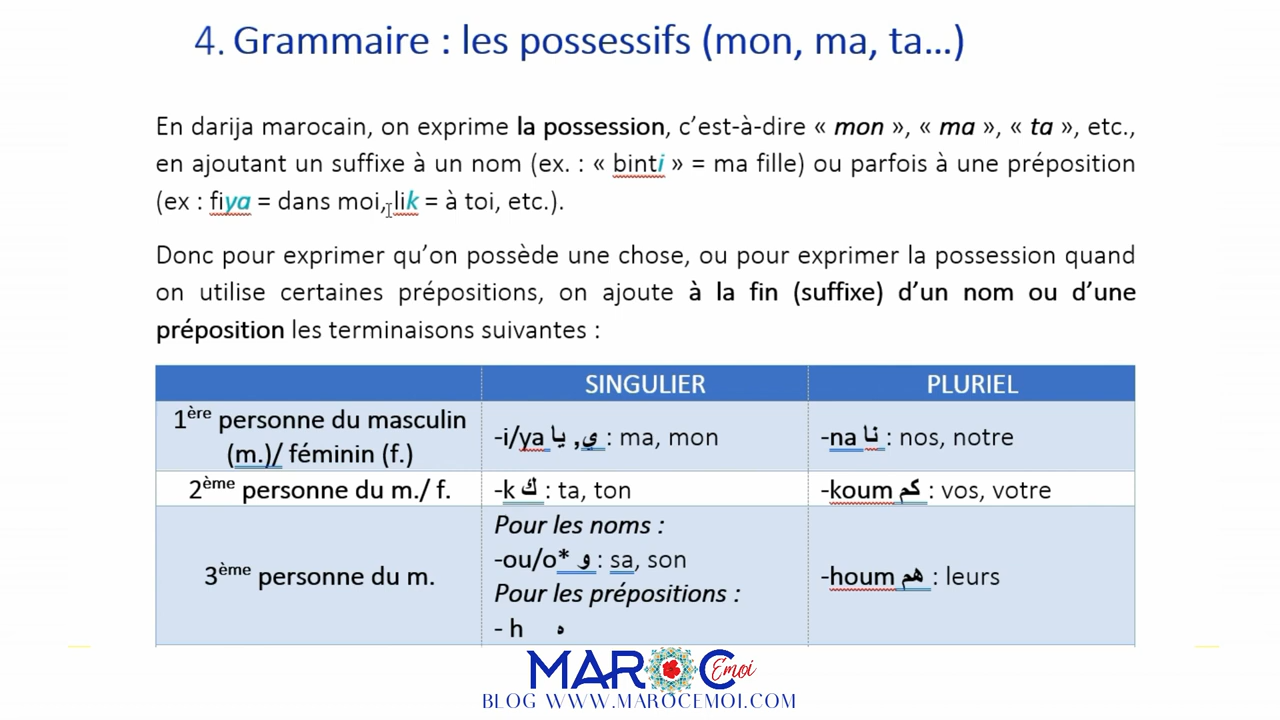 4. Grammaire : les possessifs (mon, ma, ta…)
En darija marocain, on exprime la possession, c’est-à-dire « mon », « ma », « ta », etc.,
en ajoutant un suffixe à un nom (ex. : « binti » = ma fille) ou parfois à une préposition
(ex : fiya = dans moi, lik = à toi, etc.).
Donc pour exprimer qu’on possède une chose, ou pour exprimer la possession quand
on utilise certaines prépositions, on ajoute à la fin (suffixe) d’un nom ou d’une
préposition les terminaisons suivantes :
SINGULIER PLURIEL
1ère personne du masculin
(m.)/ féminin (f.)
-i/ya ي, يا : ma, mon
-na نا : nos, notre
2ème personne du m./ f.
-k ك : ta, ton
-koum كم : vos, votre
3ème personne du m.
Pour les noms :
-ou/o* و : sa, son
Pour les prépositions :
- h ه
-houm هم : leurs
MAROC Emoi
BLOG WWW.MAROCEMOI.COM